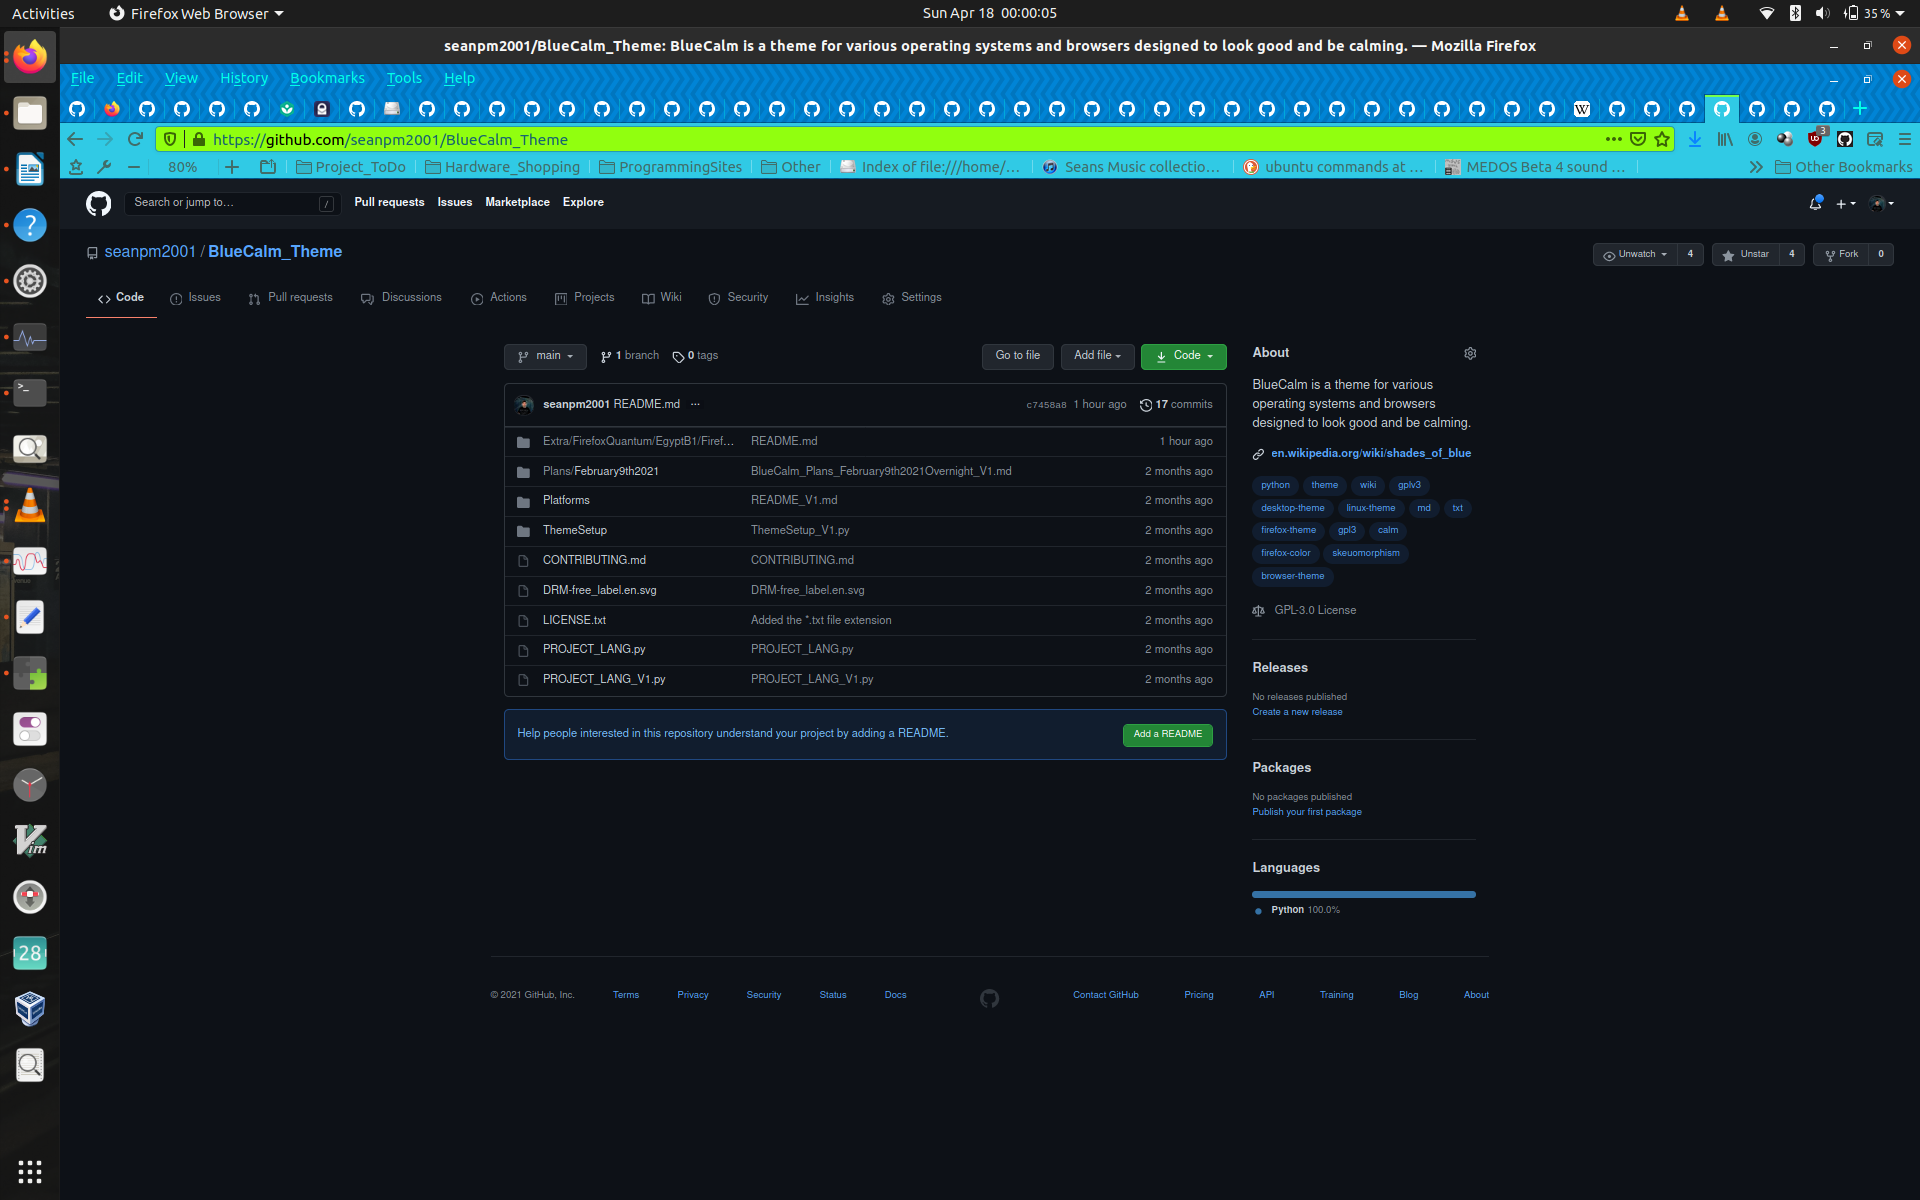 Activities Firefox Web Browser Sun Apr 18 00:00:05 35 %
seanpm2001/BlueCalm_Theme: BlueCalm is a theme for various operating systems and browsers designed to look good and be calming. — Mozilla Firefox
File Edit View History Bookmarks Tools Help
https://github.com/seanpm2001/BlueCalm_Theme 3
80% Project_ToDo Hardware_Shopping ProgrammingSites Other Index of file:///home/… Seans Music collectio… ubuntu commands at … MEDOS Beta 4 sound … Other Bookmarks
Search or jump to… / Pull requests Issues Marketplace Explore
seanpm2001 / BlueCalm_Theme Unwatch 4 Unstar 4 Fork 0
Code Issues Pull requests Discussions Actions Projects Wiki Security Insights Settings
main 1 branch 0 tags Go to file Add file Code
seanpm2001 README.md ... c7458a8 1 hour ago 17 commits
Extra/FirefoxQuantum/EgyptB1/Firef… README.md 1 hour ago
Plans/February9th2021 BlueCalm_Plans_February9th2021Overnight_V1.md 2 months ago
Platforms README_V1.md 2 months ago
ThemeSetup ThemeSetup_V1.py 2 months ago
CONTRIBUTING.md CONTRIBUTING.md 2 months ago
DRM-free_label.en.svg DRM-free_label.en.svg 2 months ago
LICENSE.txt Added the *.txt file extension 2 months ago
PROJECT_LANG.py PROJECT_LANG.py 2 months ago
PROJECT_LANG_V1.py PROJECT_LANG_V1.py 2 months ago
Help people interested in this repository understand your project by adding a README. Add a README
About
BlueCalm is a theme for various
operating systems and browsers
designed to look good and be calming.
en.wikipedia.org/wiki/shades_of_blue
python theme wiki gplv3
desktop-theme linux-theme md txt
firefox-theme gpl3 calm
firefox-color skeuomorphism
browser-theme
GPL-3.0 License
Releases
No releases published
Create a new release
Packages
No packages published
Publish your first package
Languages
Python 100.0%
28
© 2021 GitHub, Inc. Terms Privacy Security Status Docs Contact GitHub Pricing API Training Blog About